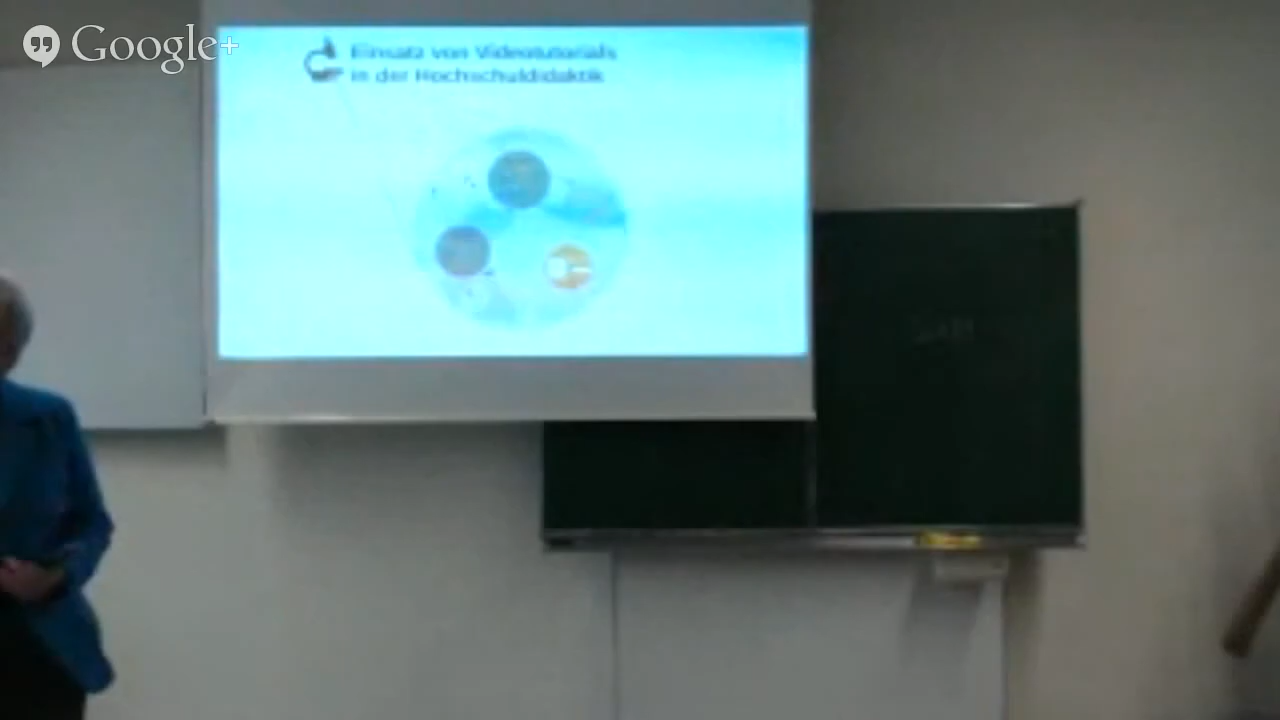 Google+
Einsatz von Videotutorials
in der Hochschuldidaktik